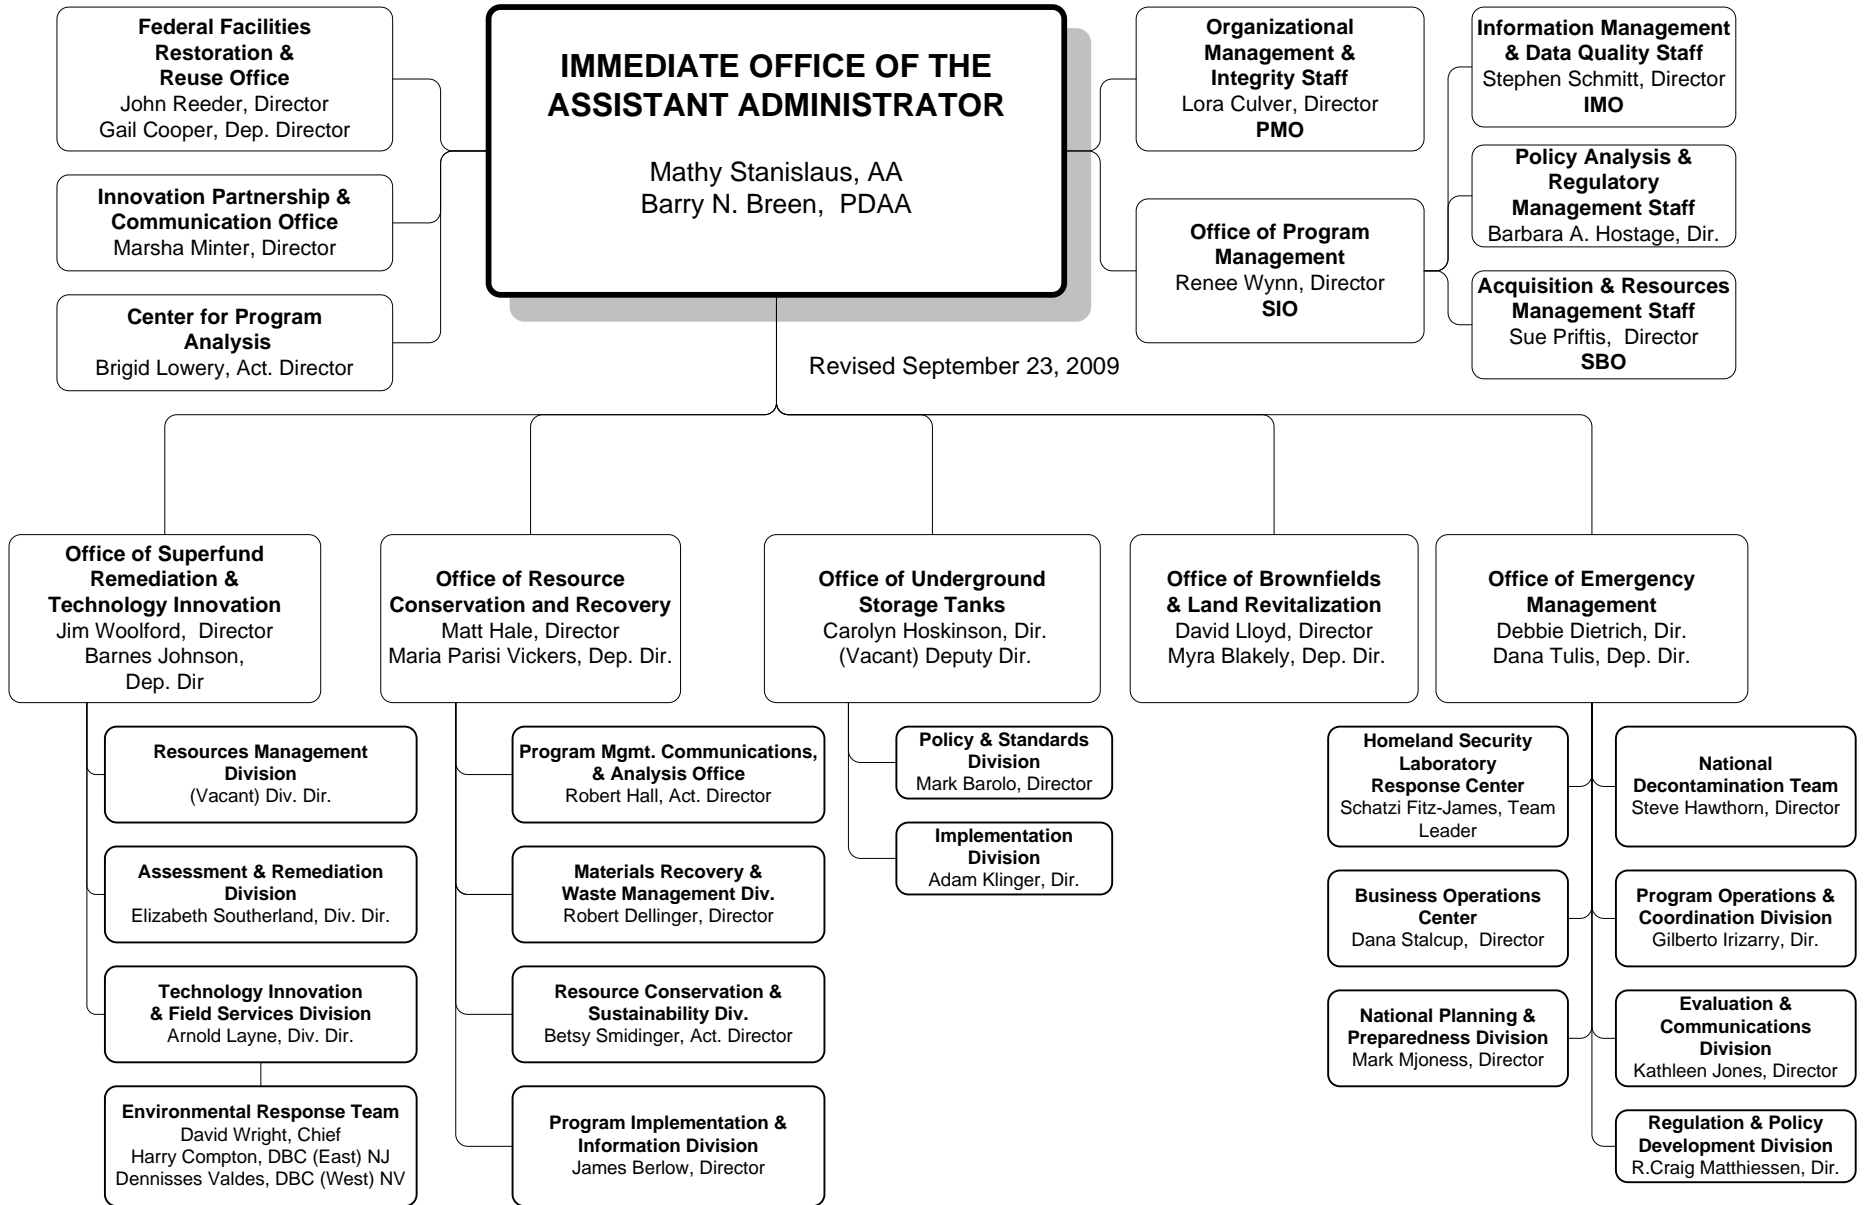 Federal Facilities
Restoration &
Reuse Office
John Reeder, Director
Gail Cooper, Dep. Director
Innovation Partnership &
Communication Office
Marsha Minter, Director
Center for Program
Analysis
Brigid Lowery, Act. Director
IMMEDIATE OFFICE OF THE
ASSISTANT ADMINISTRATOR
Mathy Stanislaus, AA
Barry N. Breen, PDAA
Organizational
Management &
Integrity Staff
Lora Culver, Director
PMO
Office of Program
Management
Renee Wynn, Director
SIO
Information Management
& Data Quality Staff
Stephen Schmitt, Director
IMO
Policy Analysis &
Regulatory
Management Staff
Barbara A. Hostage, Dir.
Acquisition & Resources
Management Staff
Sue Priftis, Director
SBO
Revised September 23, 2009
Office of Superfund
Remediation &
Technology Innovation
Jim Woolford, Director
Barnes Johnson,
Dep. Dir
Resources Management
Division
(Vacant) Div. Dir.
Assessment & Remediation
Division
Elizabeth Southerland, Div. Dir.
Technology Innovation
& Field Services Division
Arnold Layne, Div. Dir.
Environmental Response Team
David Wright, Chief
Harry Compton, DBC (East) NJ
Dennisses Valdes, DBC (West) NV
Office of Resource
Conservation and Recovery
Matt Hale, Director
Maria Parisi Vickers, Dep. Dir.
Program Mgmt. Communications,
& Analysis Office
Robert Hall, Act. Director
Materials Recovery &
Waste Management Div.
Robert Dellinger, Director
Resource Conservation &
Sustainability Div.
Betsy Smidinger, Act. Director
Program Implementation &
Information Division
James Berlow, Director
Office of Underground
Storage Tanks
Carolyn Hoskinson, Dir.
(Vacant) Deputy Dir.
Policy & Standards
Division
Mark Barolo, Director
Implementation
Division
Adam Klinger, Dir.
Office of Brownfields
& Land Revitalization
David Lloyd, Director
Myra Blakely, Dep. Dir.
Office of Emergency
Management
Debbie Dietrich, Dir.
Dana Tulis, Dep. Dir.
Homeland Security
Laboratory
Response Center
Schatzi Fitz-James, Team
Leader
Business Operations
Center
Dana Stalcup, Director
National Planning &
Preparedness Division
Mark Mjoness, Director
National
Decontamination Team
Steve Hawthorn, Director
Program Operations &
Coordination Division
Gilberto Irizarry, Dir.
Evaluation &
Communications
Division
Kathleen Jones, Director
Regulation & Policy
Development Division
R.Craig Matthiessen, Dir.